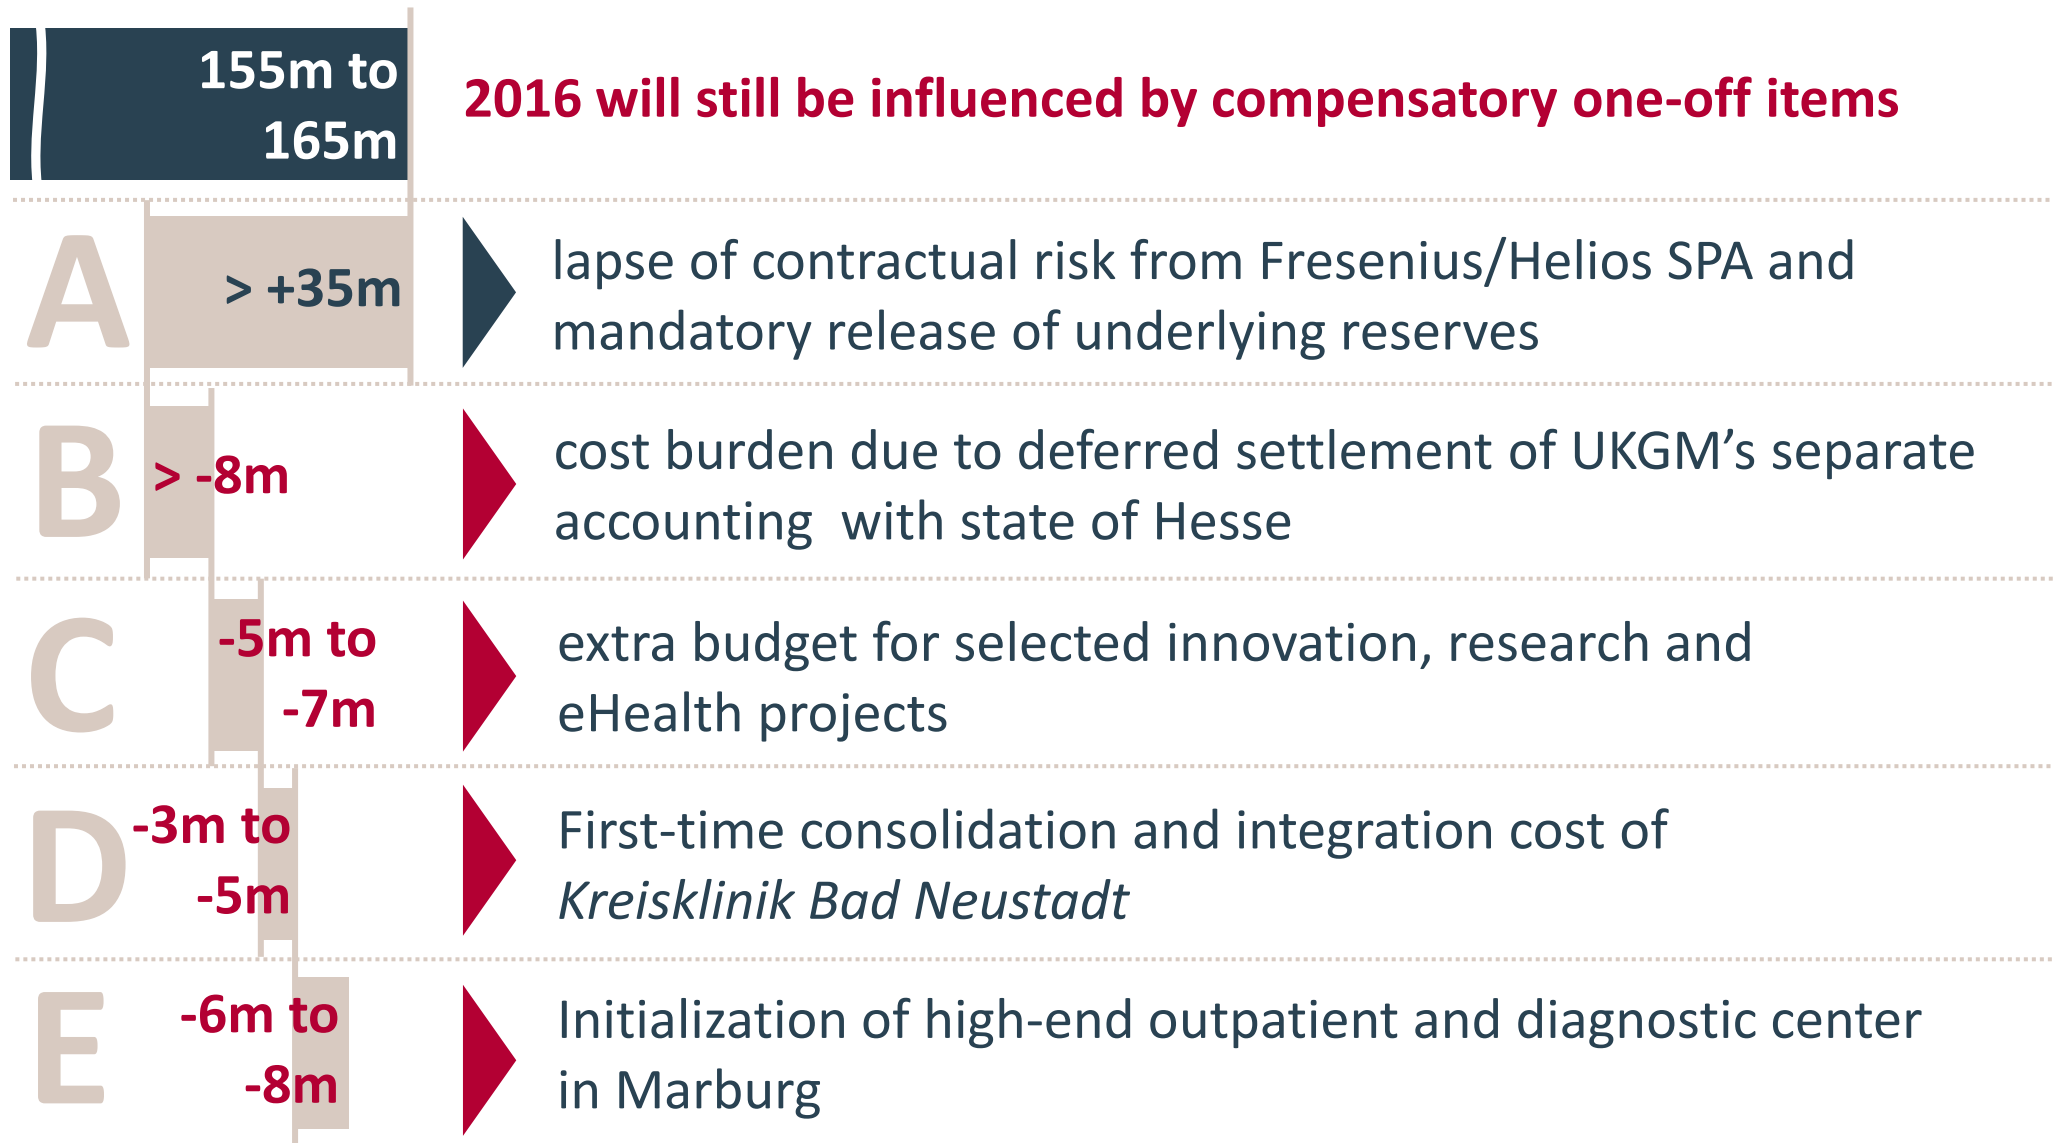 155m to
165m
2016 will still be influenced by compensatory one-off items
A
> +35m
lapse of contractual risk from Fresenius/Helios SPA and
mandatory release of underlying reserves
B
> -8m
cost burden due to deferred settlement of UKGM’s separate
accounting  with state of Hesse
C
-5m to
-7m
extra budget for selected innovation, research and
eHealth projects
D
-3m to
-5m
First-time consolidation and integration cost of
Kreisklinik Bad Neustadt
E
-6m to
-8m
Initialization of high-end outpatient and diagnostic center
in Marburg